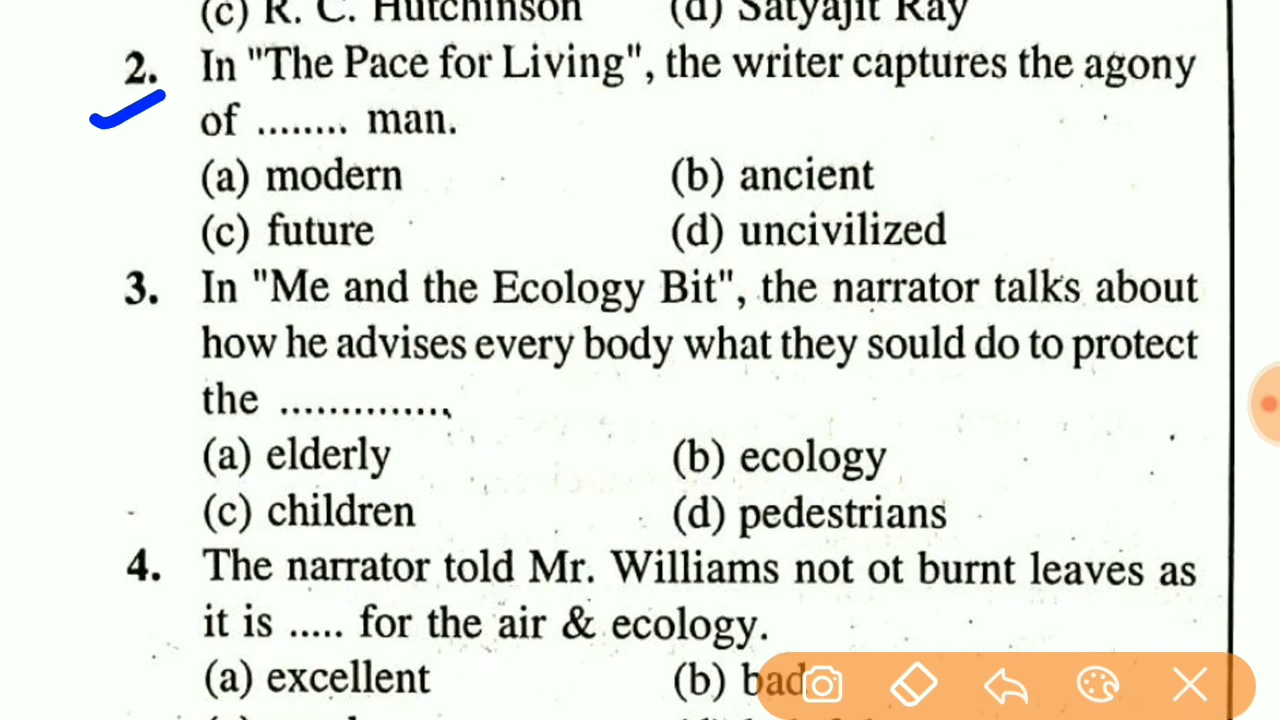 (c) R. C. Hutchinson (d) Satyajit Ray
2. In "The Pace for Living", the writer captures the agony
of ........ man.
(a) modern (b) ancient
(c) future (d) uncivilized
3. In "Me and the Ecology Bit", the narrator talks about
how he advises every body what they sould do to protect
the ..............
(a) elderly (b) ecology
(c) children (d) pedestrians
4. The narrator told Mr. Williams not ot burnt leaves as
it is ..... for the air & ecology.
(a) excellent (b) bad